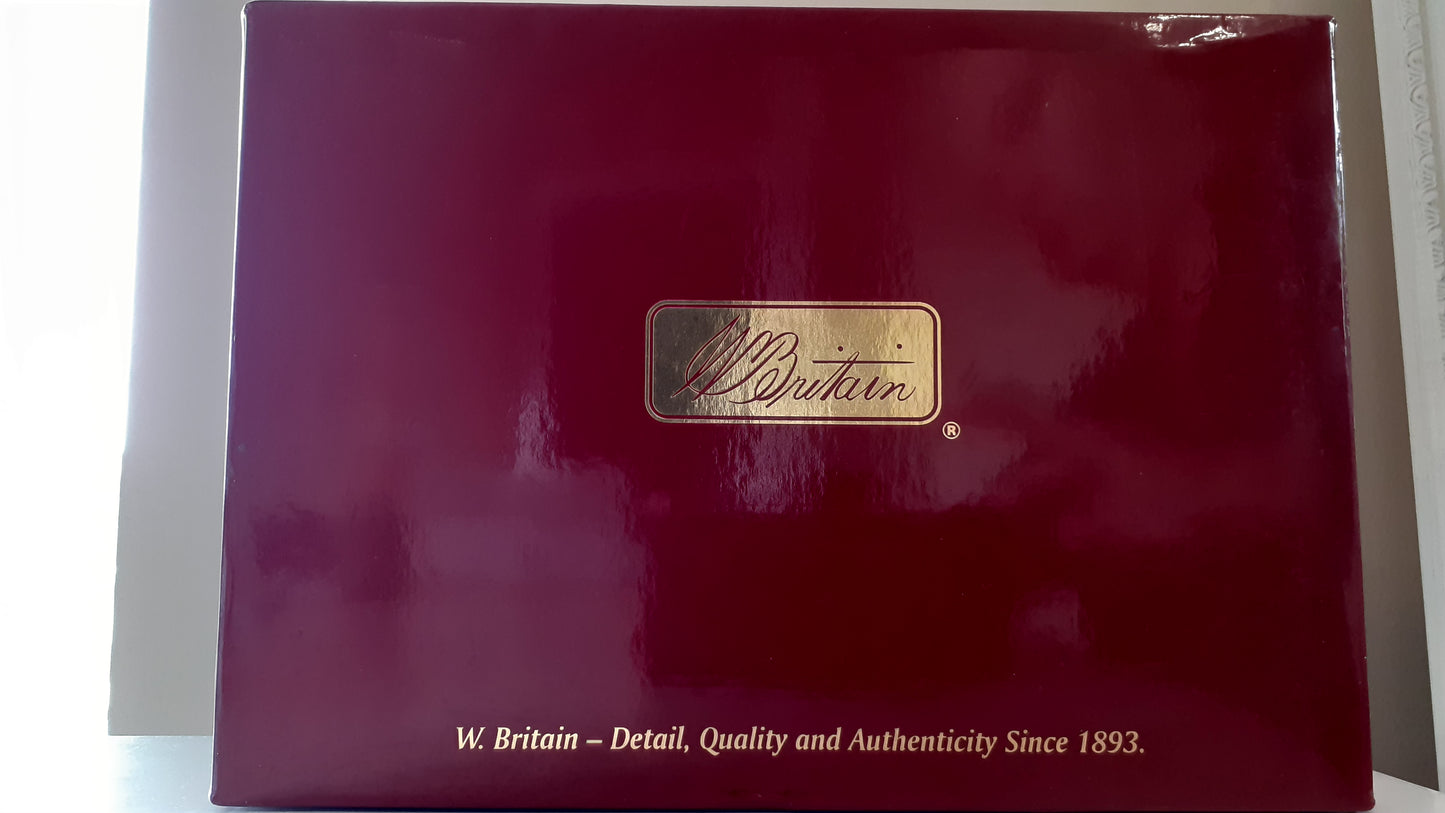 W Britain
®
W. Britain – Detail, Quality and Authenticity Since 1893.